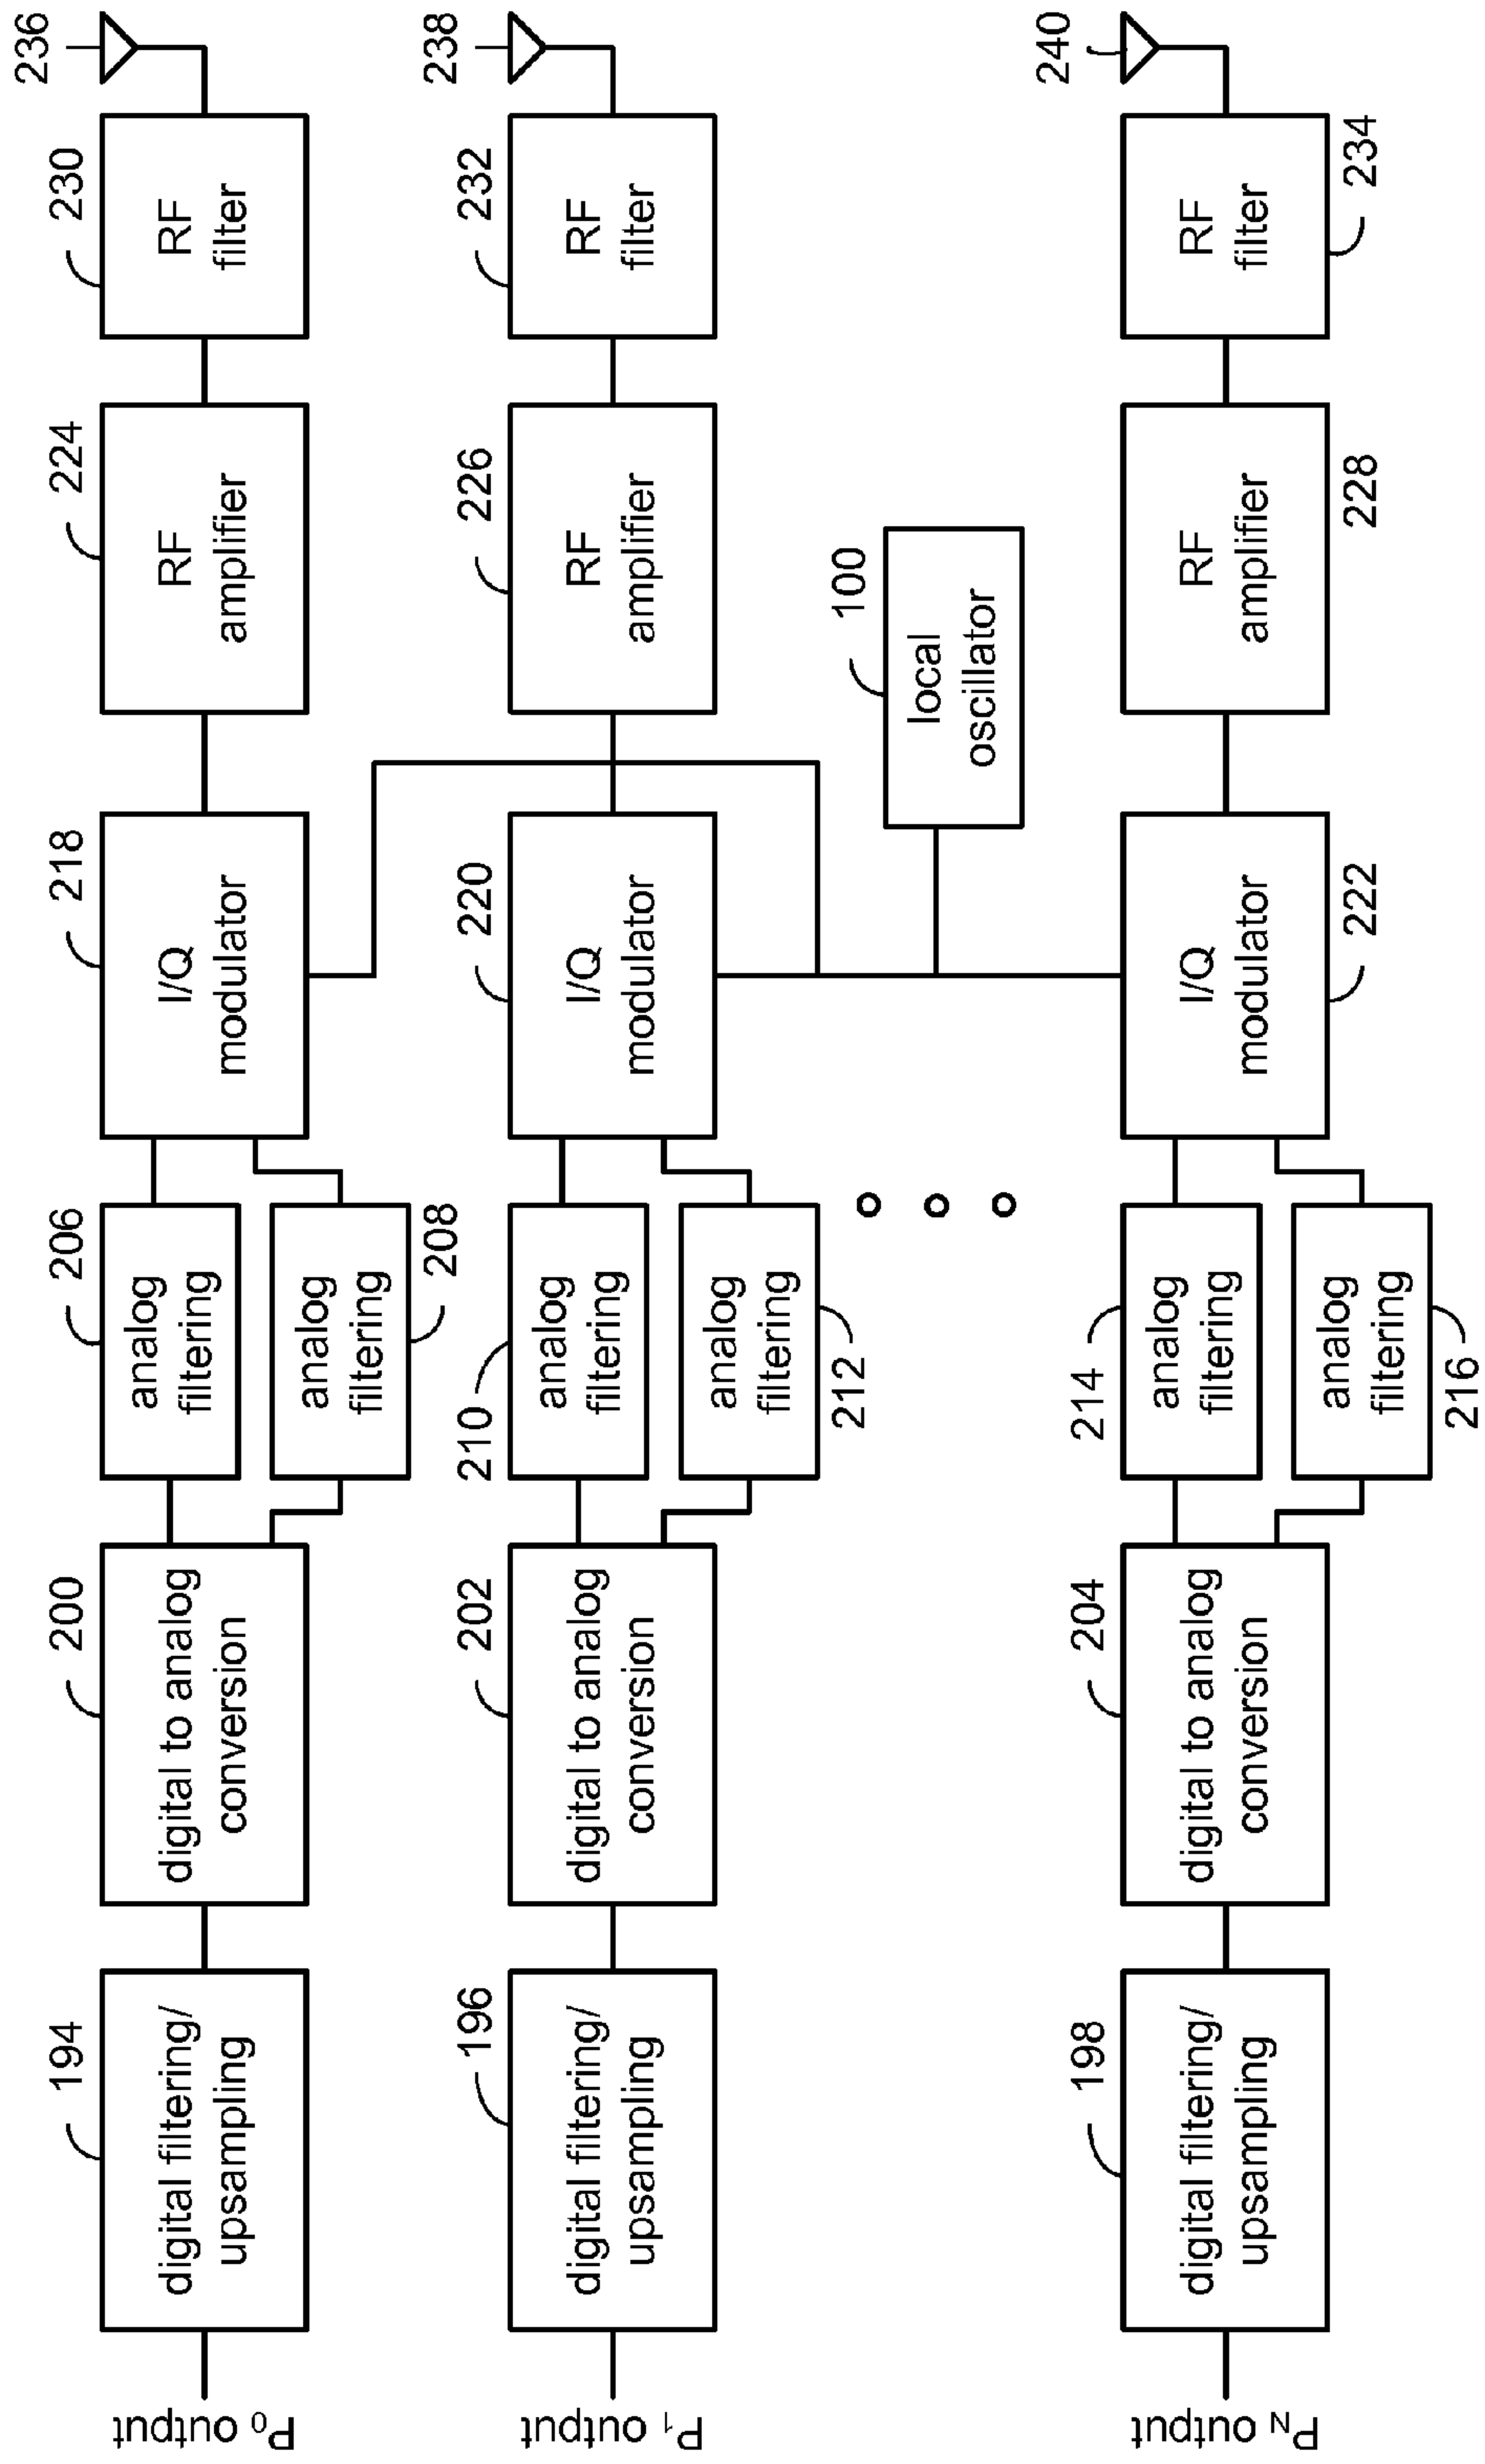 P0 output
194
digital filtering/
upsampling
200
digital to analog
conversion
206
analog
filtering
analog
filtering
208
218
I/Q
modulator
224
RF
amplifier
230
RF
filter
236
P1 output
196
digital filtering/
upsampling
202
digital to analog
conversion
210
analog
filtering
analog
filtering
212
220
I/Q
modulator
226
RF
amplifier
232
RF
filter
238
100
local
oscillator
PN output
198
digital filtering/
upsampling
204
digital to analog
conversion
214
analog
filtering
analog
filtering
216
I/Q
modulator
222
RF
amplifier
228
RF
filter
234
240